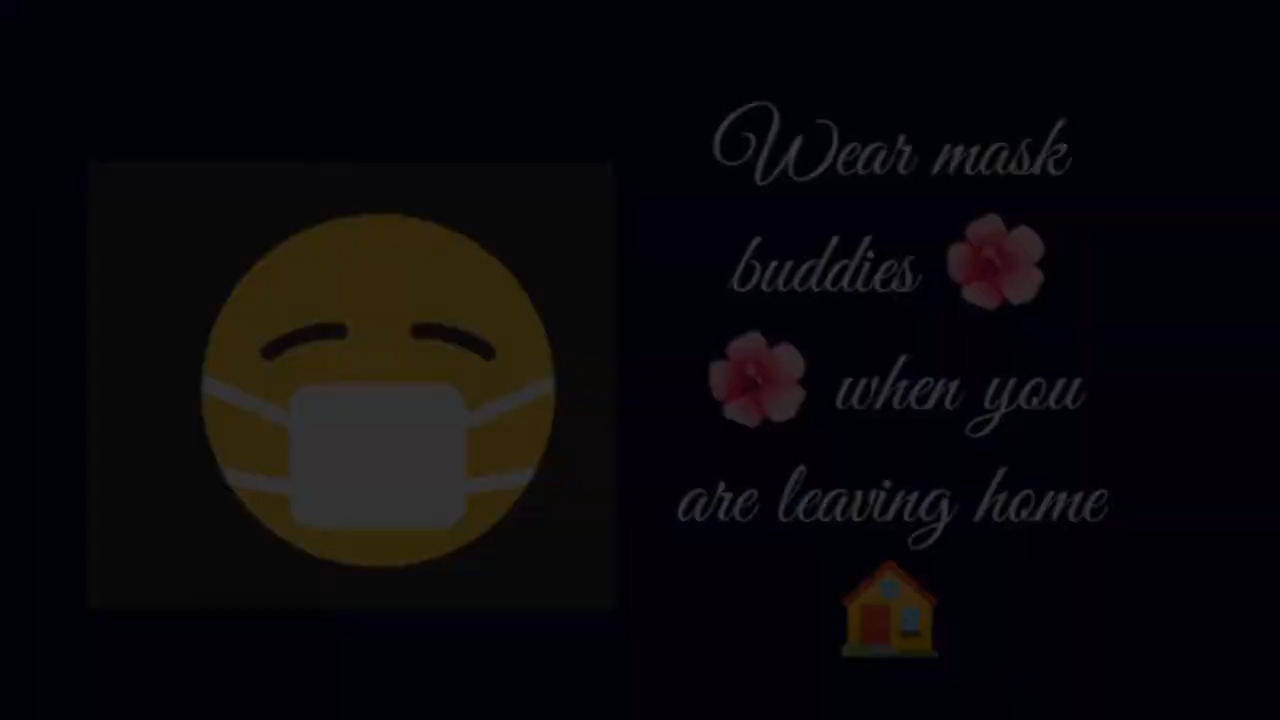 Wear mask
buddies 🌺
🌺 when you
are leaving home
🏠